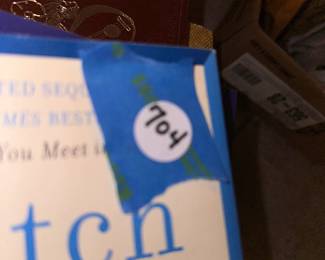 TED SEQU
MES BEST
You Meet i
704
tch